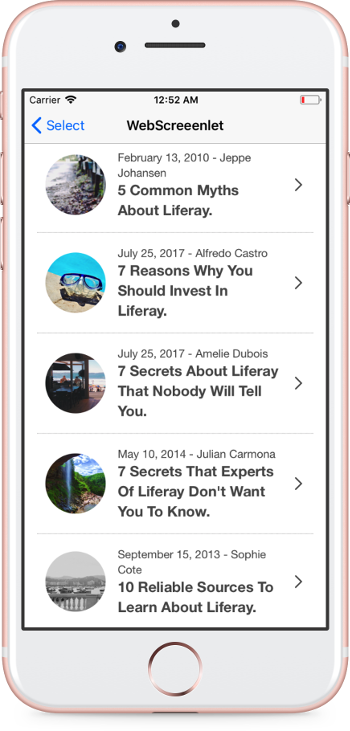 Carrier 12:52 AM
Select WebScreeenlet
February 13, 2010 - Jeppe
Johansen
5 Common Myths
About Liferay.
July 25, 2017 - Alfredo Castro
7 Reasons Why You
Should Invest In
Liferay.
July 25, 2017 - Amelie Dubois
7 Secrets About Liferay
That Nobody Will Tell
You.
May 10, 2014 - Julian Carmona
7 Secrets That Experts
Of Liferay Don't Want
You To Know.
September 15, 2013 - Sophie
Cote
10 Reliable Sources To
Learn About Liferay.